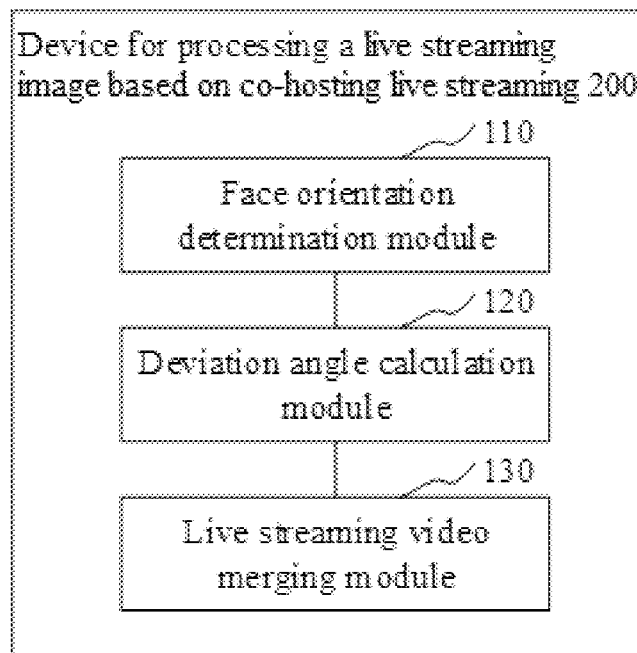 Device for processing a live streaming
image based on co-hosting live streaming 200
110
Face orientation
determination module
120
Deviation angle calculation
module
130
Live streaming video
merging module